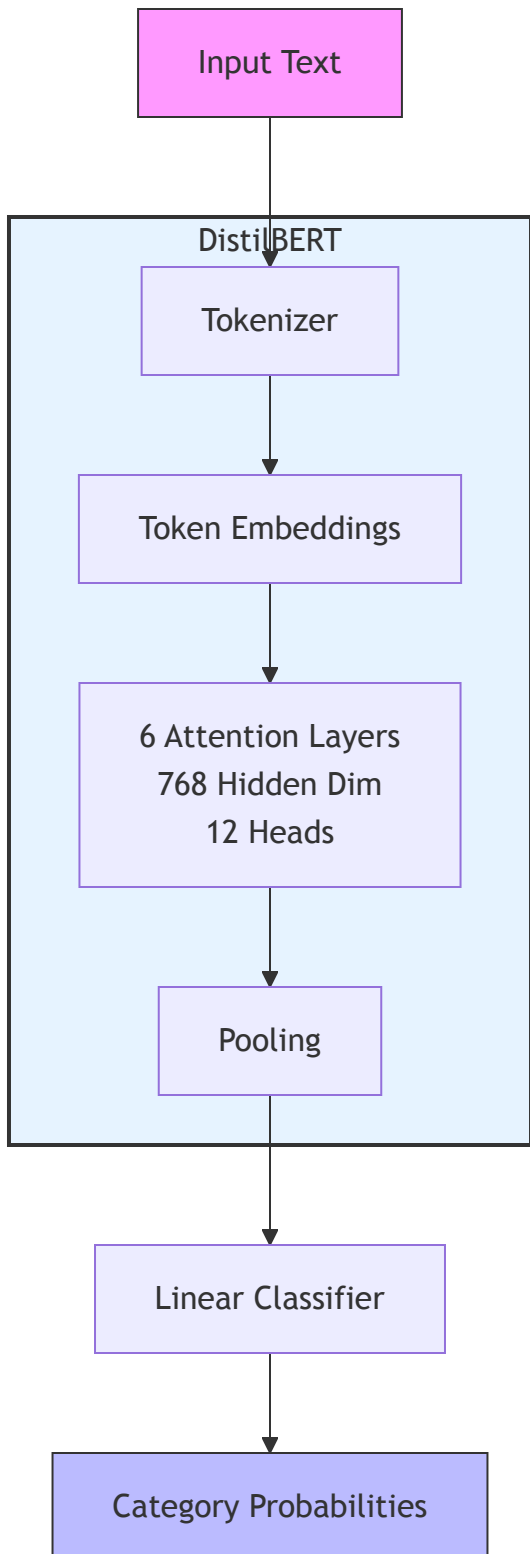 Input Text
DistilBERT
Tokenizer
Token Embeddings
6 Attention Layers
768 Hidden Dim
12 Heads
Pooling
Linear Classifier
Category Probabilities